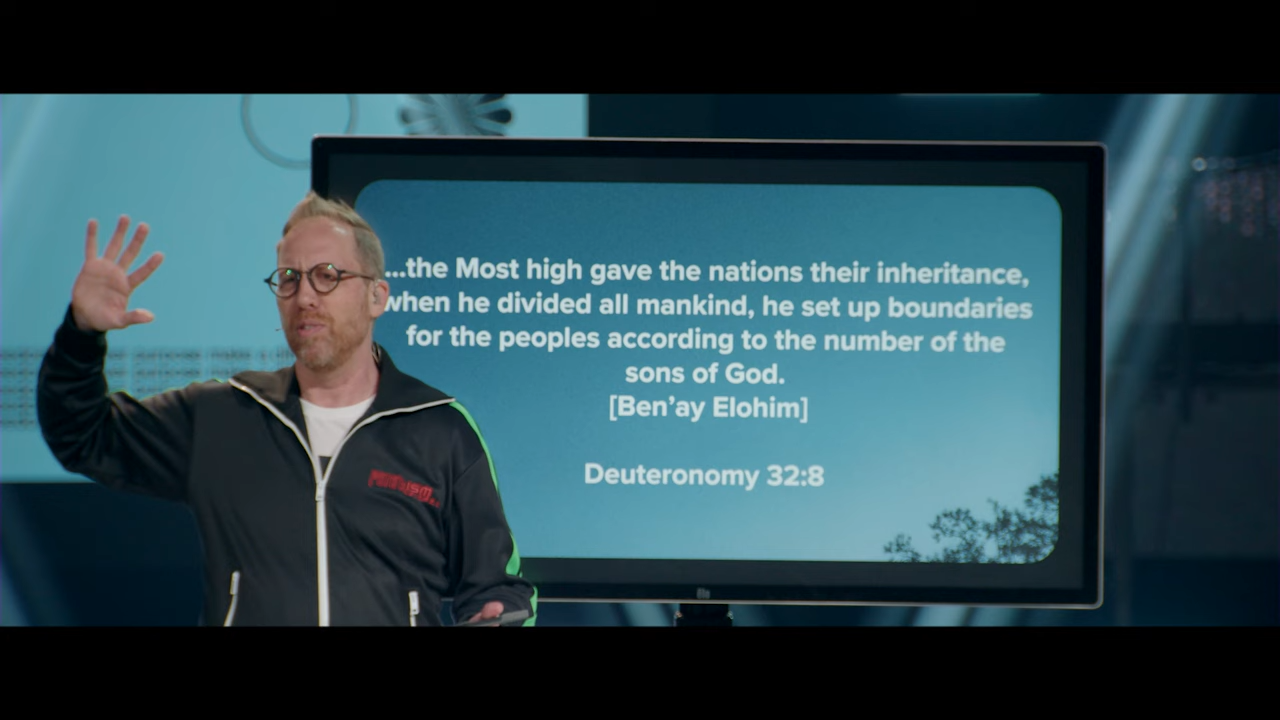 ...the Most high gave the nations their inheritance,
when he divided all mankind, he set up boundaries
for the peoples according to the number of the
sons of God.
[Ben'ay Elohim]
Deuteronomy 32:8